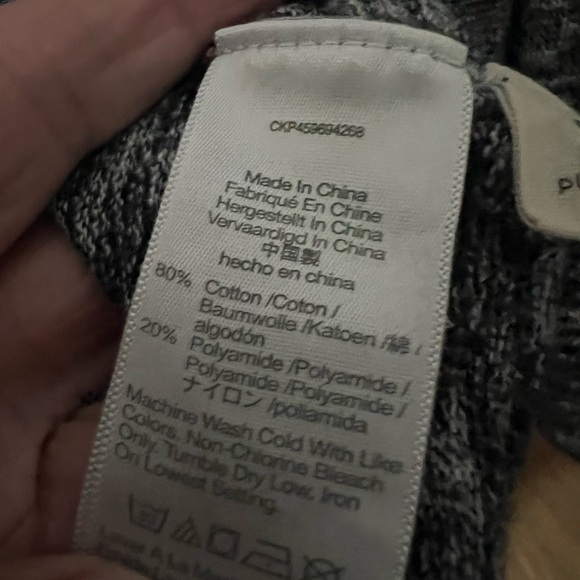 CKP459694268
Made In China
Fabriqué En Chine
Hergestellt In China
Vervaardigd In China
中国製
hecho en china
80% Cotton /Coton /
Baumwolle /Katoen /綿 /
algodón
20% Polyamide /Polyamide /
Polyamide /Polyamide /
ナイロン /poliamida
Machine Wash Cold With Like
Colors. Non-Chlorine Bleach
Only. Tumble Dry Low. Iron
On Lowest Setting.